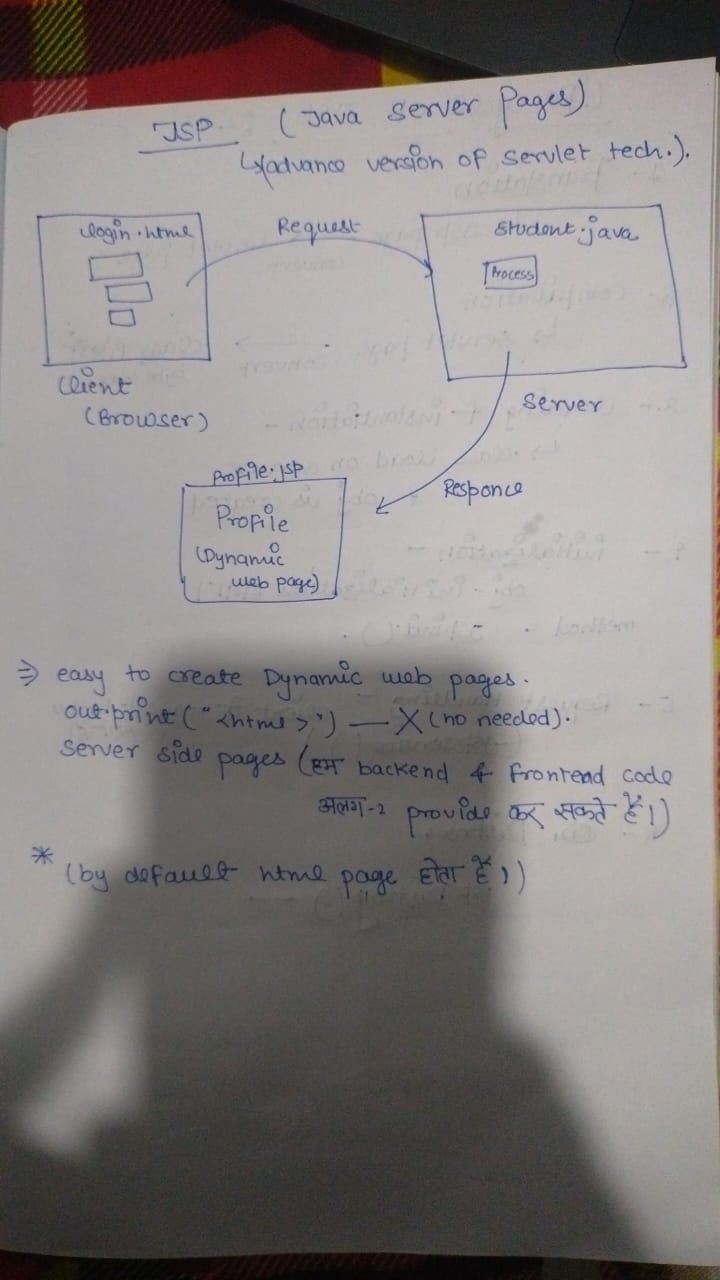 JSP (Java Server Pages)
↳(advance version of servlet tech.).
login.html
Request
Student.java
Process
Client
(Browser)
Server
Profile.jsp
Responce
Profile
(Dynamic
web page)
⇒ easy to create Dynamic web pages.
out.print("<html>") — X (no needed).
Server side pages (हम backend & frontend code
अलग-2 provide कर सकते हैं।)
*
(by default html page होता हैं।)